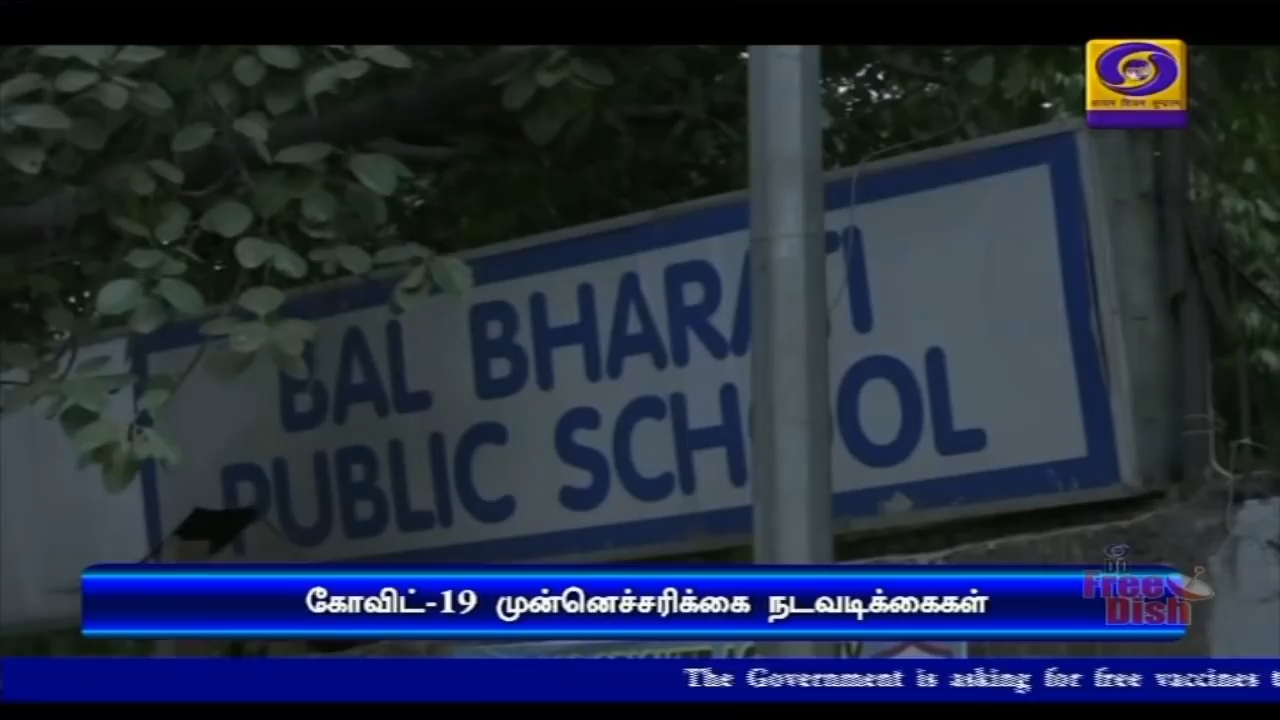 BAL BHARATI
PUBLIC SCHOOL
கோவிட்-19 முன்னெச்சரிக்கை நடவடிக்கைகள்
Free
Dish
The Government is asking for free vaccines